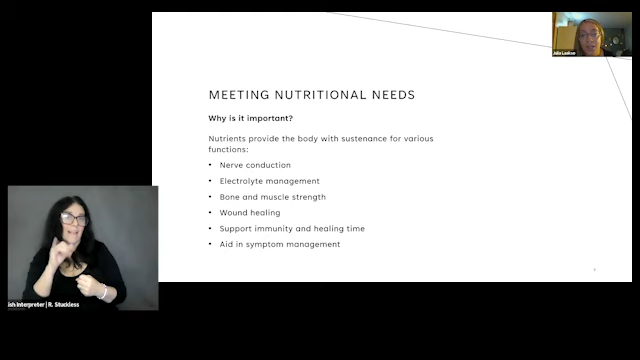 MEETING NUTRITIONAL NEEDS
Why is it important?
Nutrients provide the body with sustenance for various
functions:
• Nerve conduction
• Electrolyte management
• Bone and muscle strength
• Wound healing
• Support immunity and healing time
• Aid in symptom management
ish Interpreter | R. Stuckless